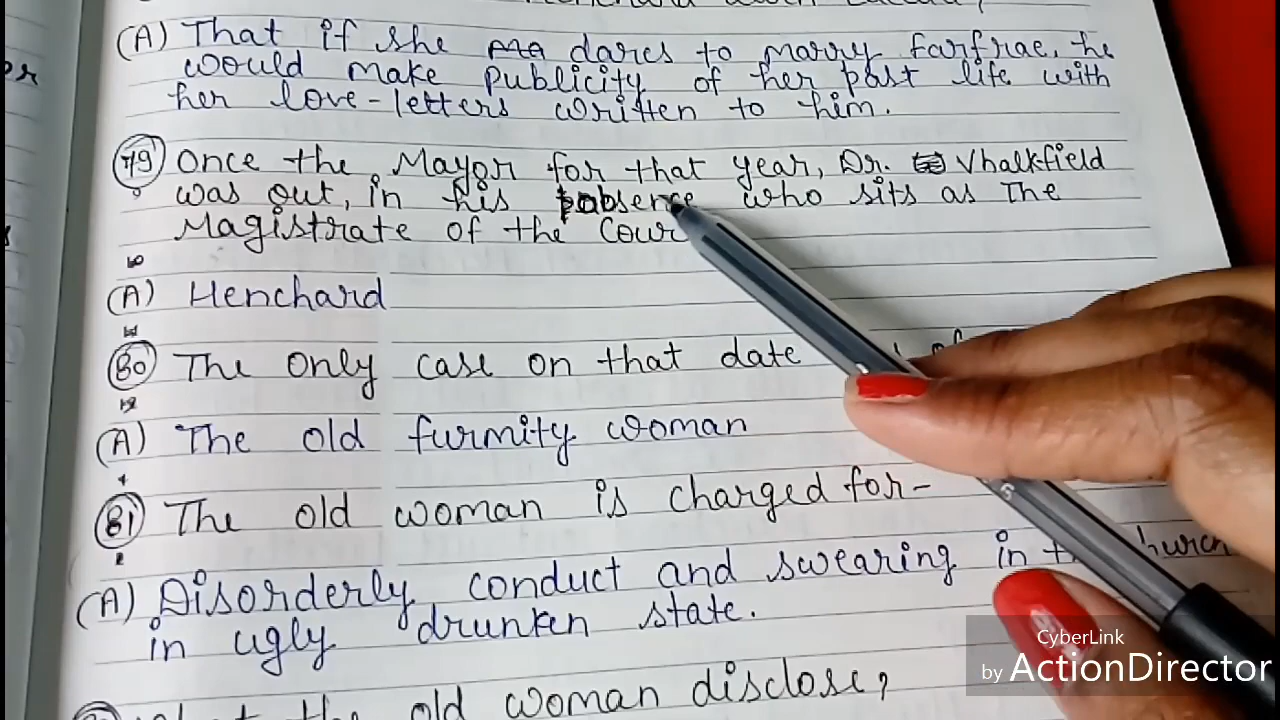 (A) That if she dares to marry Farfrae, he
would make publicity of her past life with
her love-letters written to him.
79 Once the Mayor for that year, Dr. Vhalkfield
was out, in his absence who sits as The
Magistrate of the Cour
(A) Henchard
80 The only case on that date
(A) The old furmity woman
81 The old woman is charged for-
(A) Disorderly conduct and swearing in
in ugly drunken state.
the old woman disclose,
CyberLink
by ActionDirector